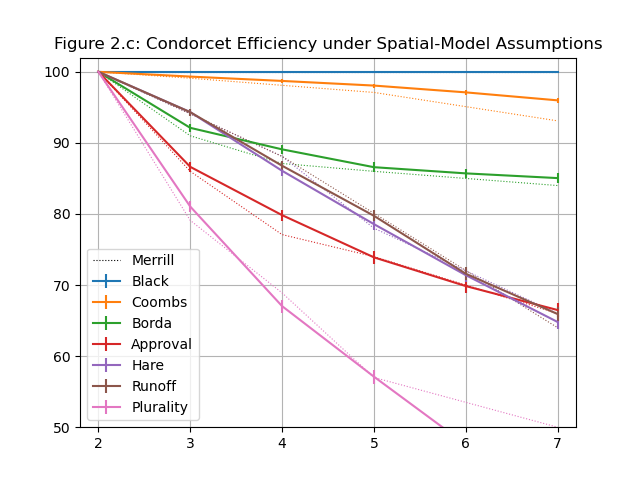 Figure 2.c: Condorcet Efficiency under Spatial-Model Assumptions
100
90
80
70
60
50
Merrill
Black
Coombs
Borda
Approval
Hare
Runoff
Plurality
2 3 4 5 6 7